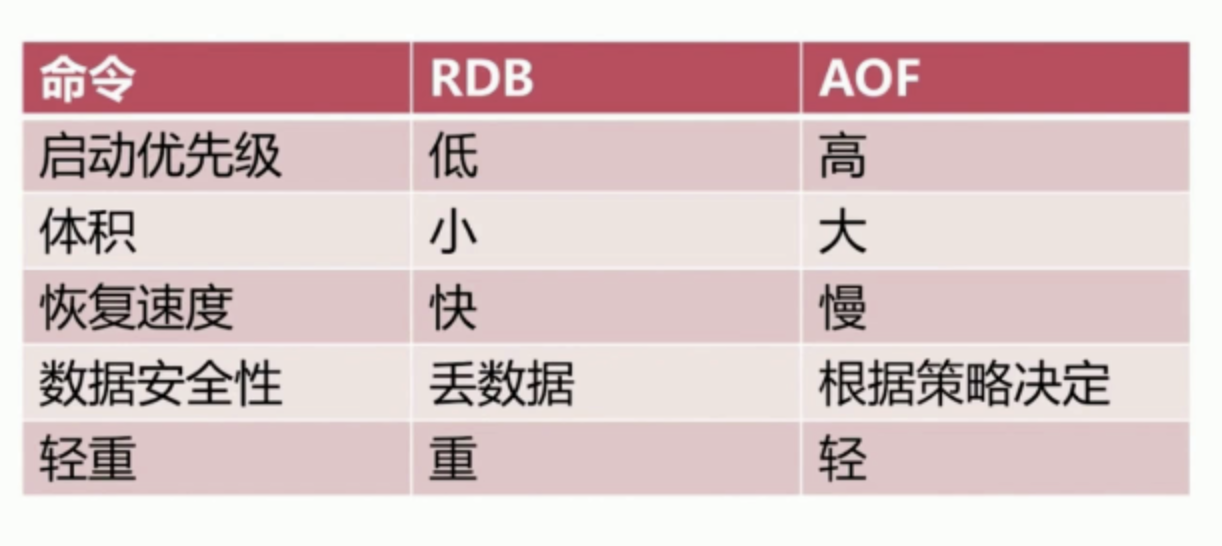 命令 RDB AOF
启动优先级 低 高
体积 小 大
恢复速度 快 慢
数据安全性 丢数据 根据策略决定
轻重 重 轻